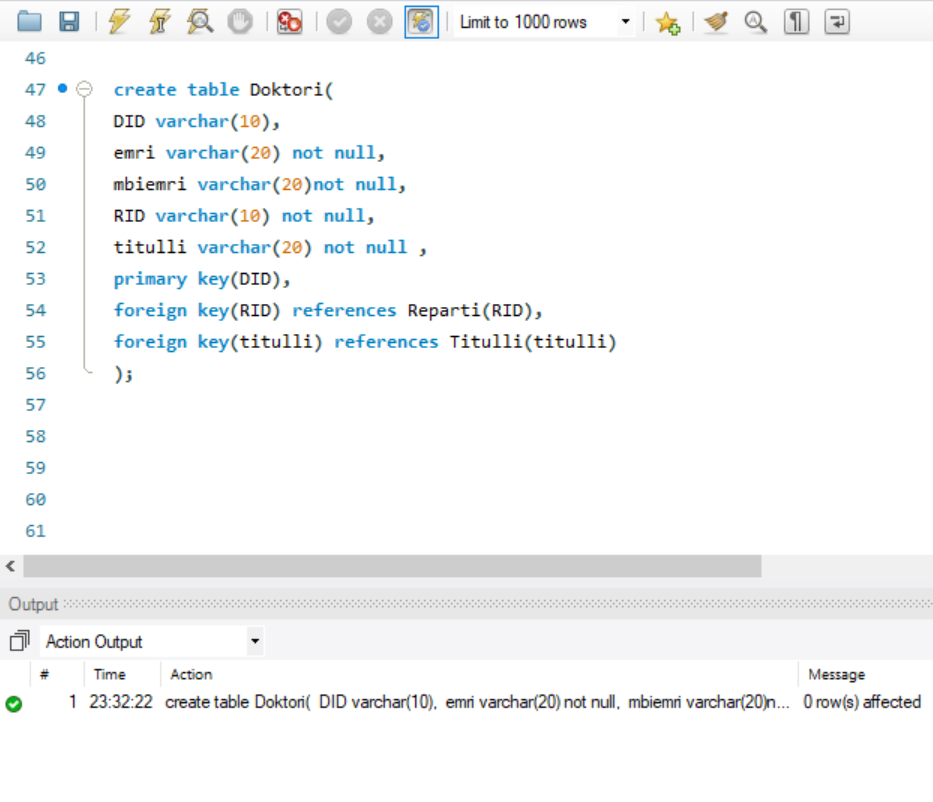 Limit to 1000 rows
46
47 create table Doktori(
48 DID varchar(10),
49 emri varchar(20) not null,
50 mbiemri varchar(20)not null,
51 RID varchar(10) not null,
52 titulli varchar(20) not null ,
53 primary key(DID),
54 foreign key(RID) references Reparti(RID),
55 foreign key(titulli) references Titulli(titulli)
56 );
57
58
59
60
61
Output
Action Output
# Time Action Message
1 23:32:22 create table Doktori( DID varchar(10), emri varchar(20) not null, mbiemri varchar(20)n... 0 row(s) affected